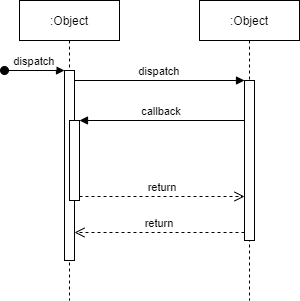 :Object
:Object
dispatch
dispatch
callback
return
return